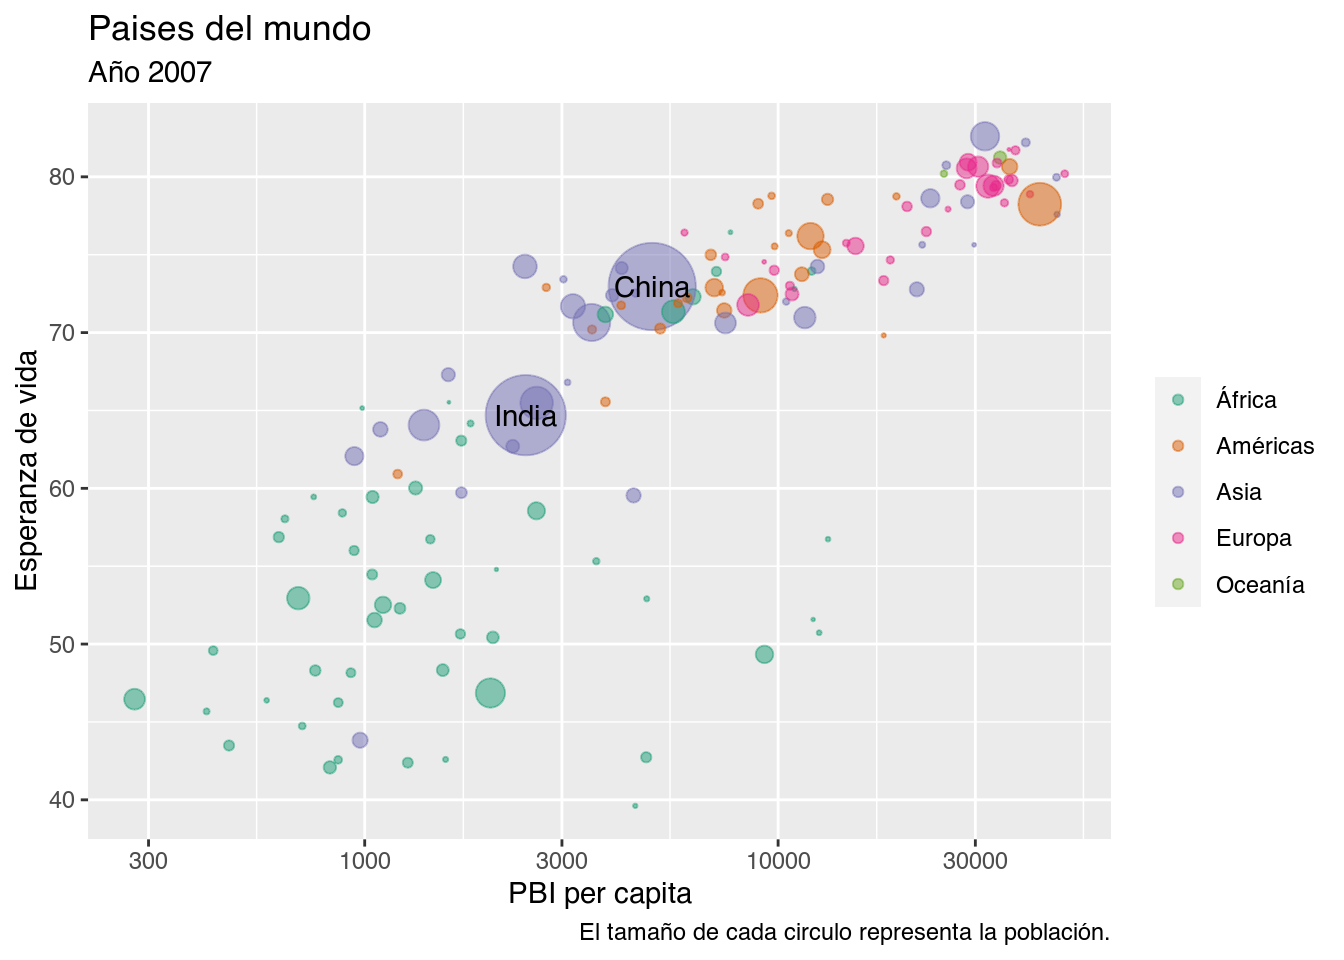 Paises del mundo
Año 2007
Esperanza de vida
80
70
60
50
40
China
India
300
1000
3000
10000
30000
PBI per capita
África
Américas
Asia
Europa
Oceanía
El tamaño de cada circulo representa la población.